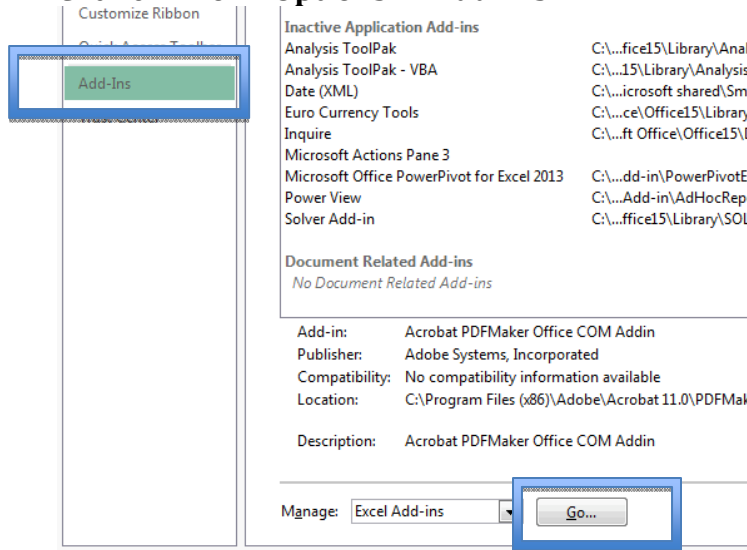 Customize Ribbon
Add-Ins
Inactive Application Add-ins
Analysis ToolPak C:\...fice15\Library\Anal
Analysis ToolPak - VBA C:\...15\Library\Analysis
Date (XML) C:\...icrosoft shared\Sm
Euro Currency Tools C:\...ce\Office15\Library
Inquire C:\...ft Office\Office15\
Microsoft Actions Pane 3
Microsoft Office PowerPivot for Excel 2013 C:\...dd-in\PowerPivotE
Power View C:\...Add-in\AdHocRep
Solver Add-in C:\...ffice15\Library\SOL
Document Related Add-ins
No Document Related Add-ins
Add-in: Acrobat PDFMaker Office COM Addin
Publisher: Adobe Systems, Incorporated
Compatibility: No compatibility information available
Location: C:\Program Files (x86)\Adobe\Acrobat 11.0\PDFMak
Description: Acrobat PDFMaker Office COM Addin
Manage: Excel Add-ins Go...